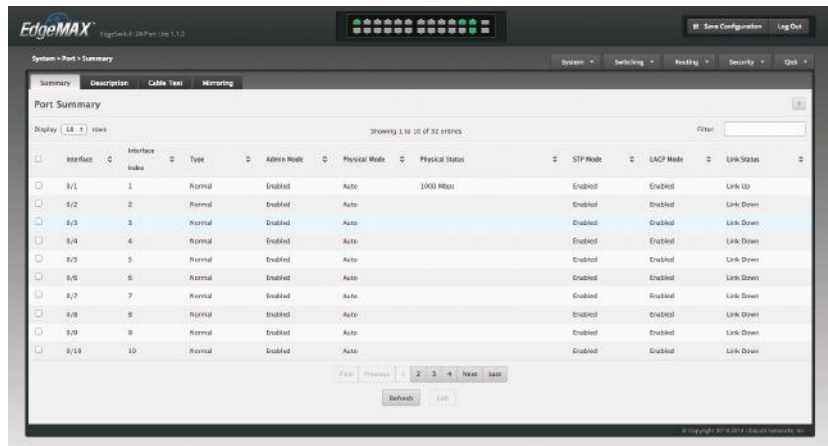 EdgeMAX EdgeSwitch 24-Port Lite 1.1.2
Save Configuration Log Out
System > Port > Summary
System Switching Routing Security QoS
Summary Description Cable Test Mirroring
Port Summary
Display 10 rows Showing 1 to 10 of 32 entries Filter:
Interface Interface Index Type Admin Mode Physical Mode Physical Status STP Mode LACP Mode Link Status
0/1 1 Normal Enabled Auto 1000 Mbps Enabled Enabled Link Up
0/2 2 Normal Enabled Auto Enabled Enabled Link Down
0/3 3 Normal Enabled Auto Enabled Enabled Link Down
0/4 4 Normal Enabled Auto Enabled Enabled Link Down
0/5 5 Normal Enabled Auto Enabled Enabled Link Down
0/6 6 Normal Enabled Auto Enabled Enabled Link Down
0/7 7 Normal Enabled Auto Enabled Enabled Link Down
0/8 8 Normal Enabled Auto Enabled Enabled Link Down
0/9 9 Normal Enabled Auto Enabled Enabled Link Down
0/10 10 Normal Enabled Auto Enabled Enabled Link Down
First Previous 1 2 3 4 Next Last
Refresh Edit
© Copyright Ubiquiti Networks, Inc.